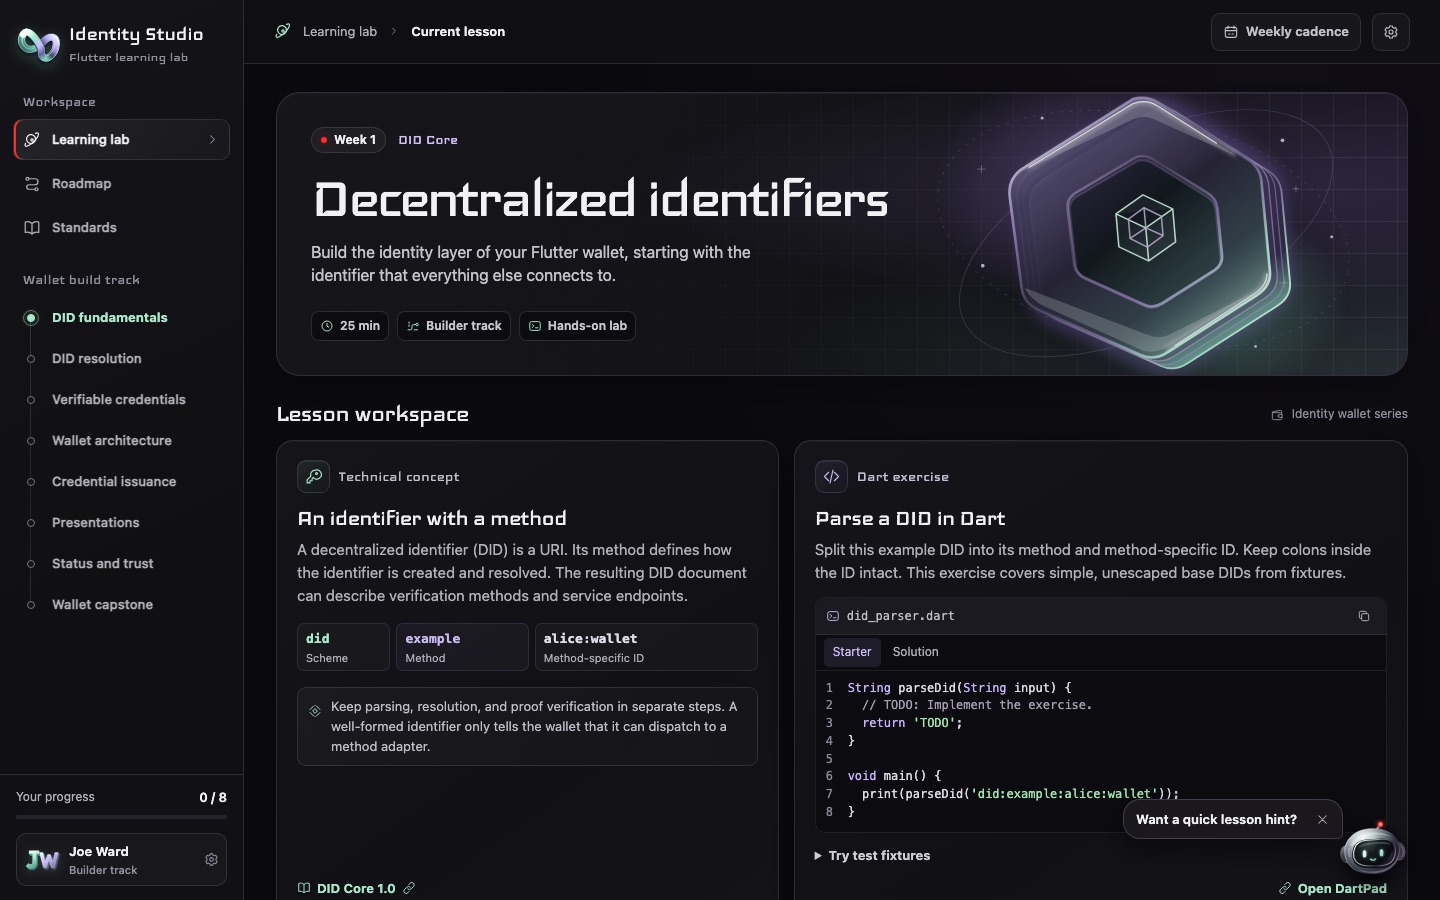 Identity Studio
Flutter learning lab
Workspace
Learning lab
Roadmap
Standards
Wallet build track
DID fundamentals
DID resolution
Verifiable credentials
Wallet architecture
Credential issuance
Presentations
Status and trust
Wallet capstone
Your progress 0 / 8
JW
Joe Ward
Builder track
Learning lab
Current lesson
Weekly cadence
Week 1
DID Core
Decentralized identifiers
Build the identity layer of your Flutter wallet, starting with the
identifier that everything else connects to.
25 min
Builder track
Hands-on lab
Lesson workspace
Identity wallet series
Technical concept
An identifier with a method
A decentralized identifier (DID) is a URI. Its method defines how
the identifier is created and resolved. The resulting DID document
can describe verification methods and service endpoints.
did
Scheme
example
Method
alice:wallet
Method-specific ID
Keep parsing, resolution, and proof verification in separate steps. A
well-formed identifier only tells the wallet that it can dispatch to a
method adapter.
DID Core 1.0
Dart exercise
Parse a DID in Dart
Split this example DID into its method and method-specific ID. Keep colons inside
the ID intact. This exercise covers simple, unescaped base DIDs from fixtures.
did_parser.dart
Starter
Solution
1 String parseDid(String input) {
2   // TODO: Implement the exercise.
3   return 'TODO';
4 }
5
6 void main() {
7   print(parseDid('did:example:alice:wallet'));
8 }
Want a quick lesson hint?
Try test fixtures
Open DartPad